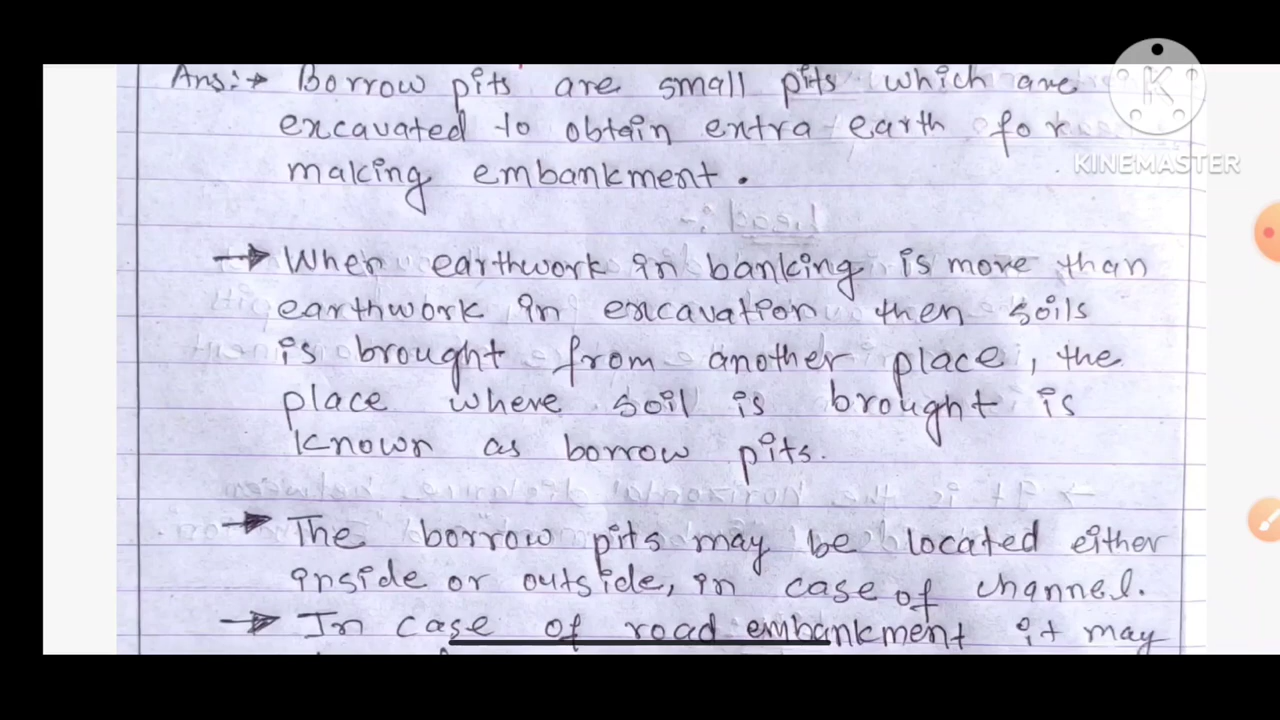 Ans:→ Borrow pits are small pits which are
excavated to obtain extra earth for
making embankment.
→ When earthwork in banking is more than
earthwork in excavation then soils
is brought from another place, the
place where soil is brought is
known as borrow pits.
→ The borrow pits may be located either
inside or outside, in case of channel.
→ In case of road embankment it may
K
KINEMASTER